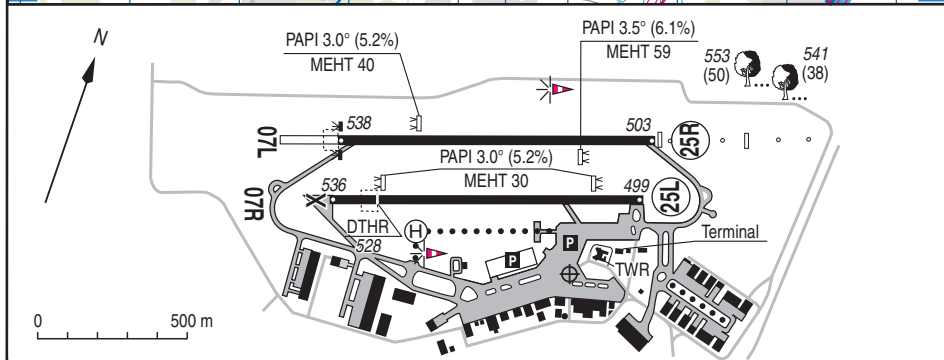 N
PAPI 3.0° (5.2%)
MEHT 40
PAPI 3.5° (6.1%)
MEHT 59
553
(50)
541
(38)
07L
538
503
25R
PAPI 3.0° (5.2%)
MEHT 30
07R
536
499
25L
DTHR
528
H
P
P
Terminal
TWR
0
500 m